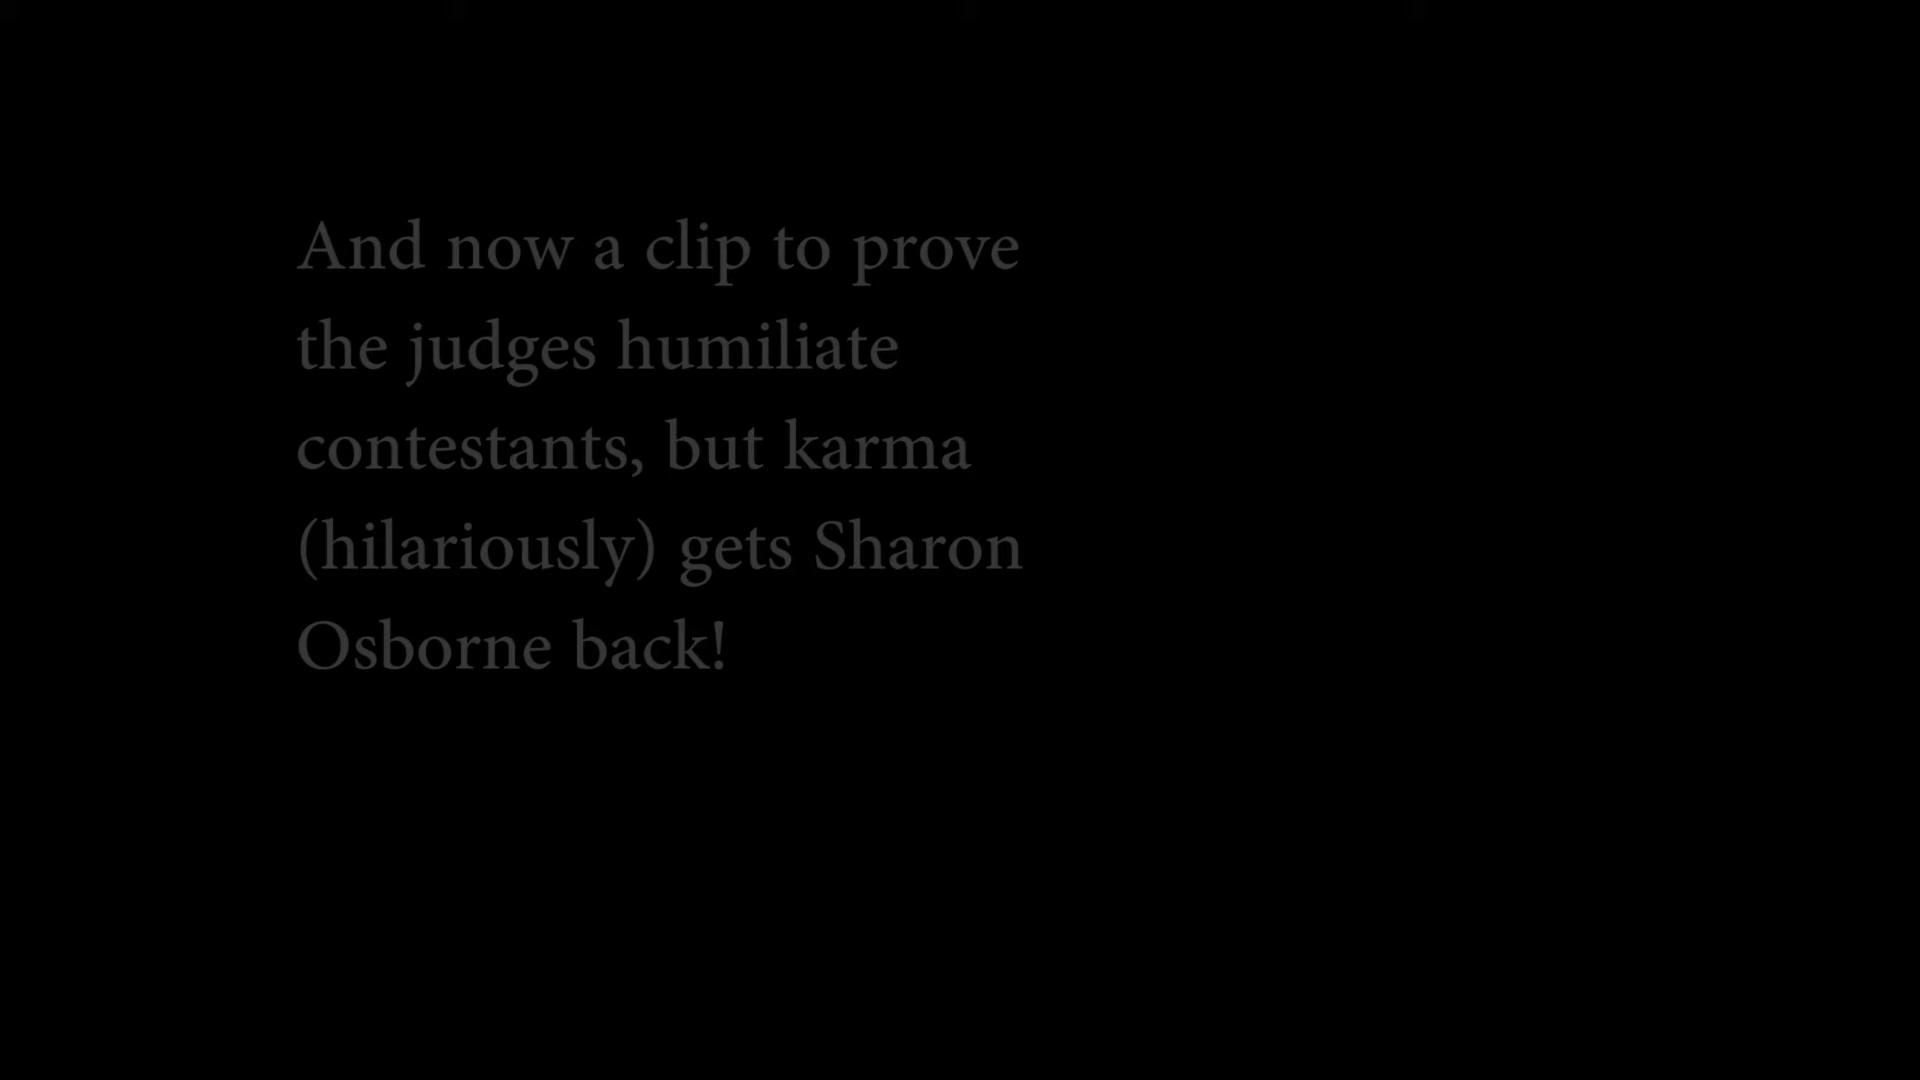 And now a clip to prove
the judges humiliate
contestants, but karma
(hilariously) gets Sharon
Osborne back!